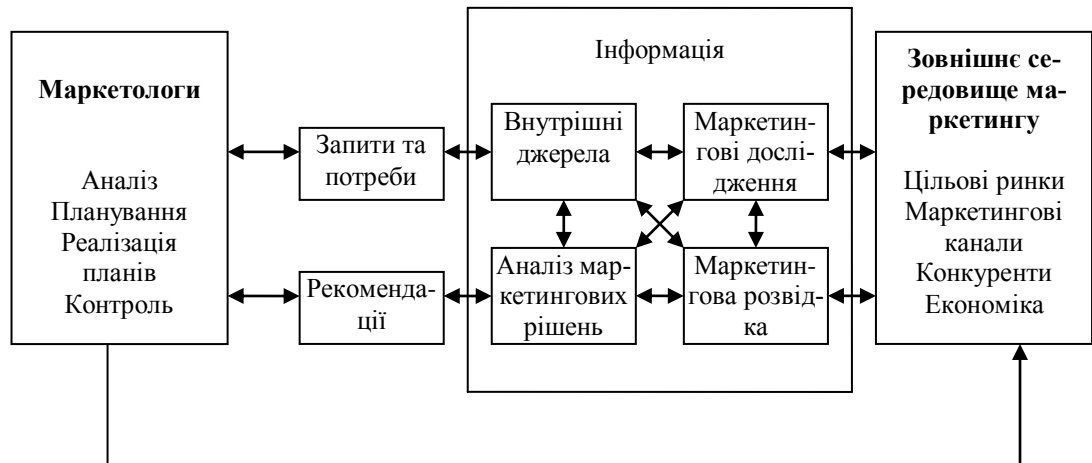 Маркетологи
Аналіз
Планування
Реалізація
планів
Контроль
Запити та
потреби
Рекоменда-
ції
Інформація
Внутрішні
джерела
Маркетин-
гові дослі-
дження
Аналіз мар-
кетингових
рішень
Маркетин-
гова розвід-
ка
Зовнішнє се-
редовище ма-
ркетингу
Цільові ринки
Маркетингові
канали
Конкуренти
Економіка